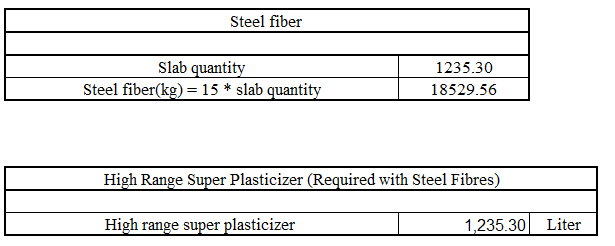 Steel fiber
Slab quantity 1235.30
Steel fiber(kg) = 15 * slab quantity 18529.56
High Range Super Plasticizer (Required with Steel Fibres)
High range super plasticizer 1,235.30 Liter